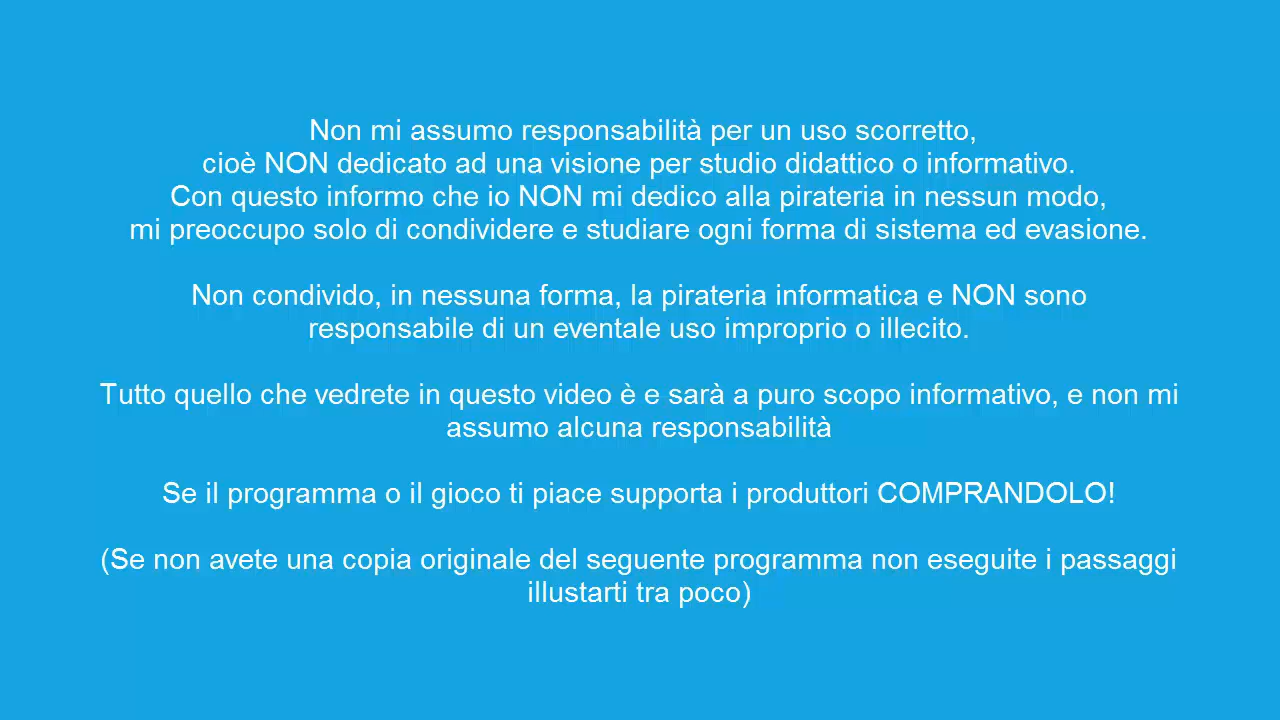 Non mi assumo responsabilità per un uso scorretto,
cioè NON dedicato ad una visione per studio didattico o informativo.
Con questo informo che io NON mi dedico alla pirateria in nessun modo,
mi preoccupo solo di condividere e studiare ogni forma di sistema ed evasione.
Non condivido, in nessuna forma, la pirateria informatica e NON sono
responsabile di un eventale uso improprio o illecito.
Tutto quello che vedrete in questo video è e sarà a puro scopo informativo, e non mi
assumo alcuna responsabilità
Se il programma o il gioco ti piace supporta i produttori COMPRANDOLO!
(Se non avete una copia originale del seguente programma non eseguite i passaggi
illustarti tra poco)